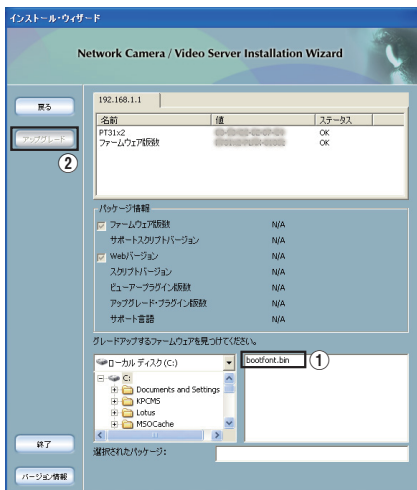 インストール・ウィザード
Network Camera / Video Server Installation Wizard
戻る
アップグレード
②
192.168.1.1
名前 値 ステータス
PT31x2 OK
ファームウェア版数 OK
パッケージ情報
ファームウェア版数 N/A
サポートスクリプトバージョン N/A
Webバージョン N/A
スクリプトバージョン N/A
ビューアープラグイン版数 N/A
アップグレード・プラグイン版数 N/A
サポート言語 N/A
グレードアップするファームウェアを見つけてください。
ローカル ディスク (C:)
bootfont.bin
①
C:
Documents and Settings
KPCMS
Lotus
MSOCache
選択されたパッケージ:
終了
バージョン情報